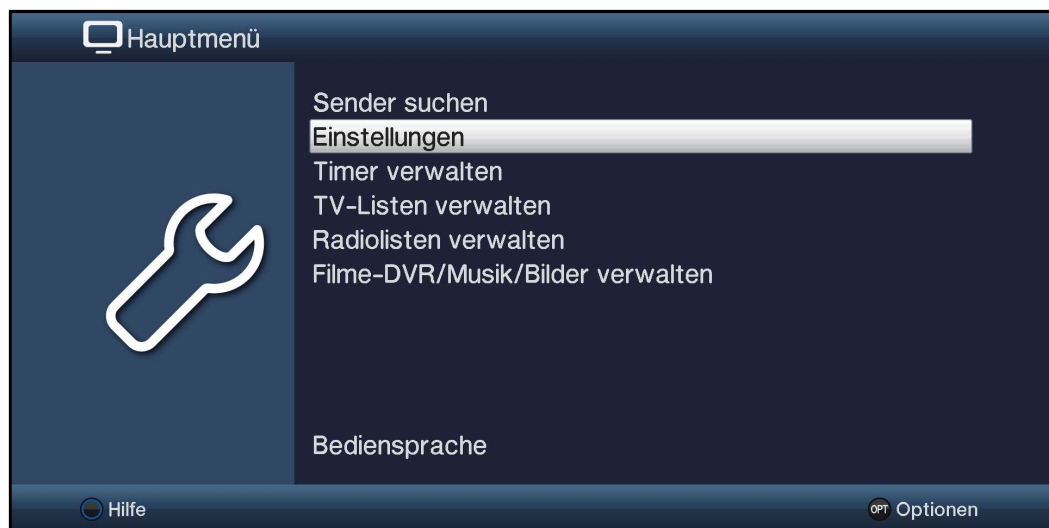 Hauptmenü
Sender suchen
Einstellungen
Timer verwalten
TV-Listen verwalten
Radiolisten verwalten
Filme-DVR/Musik/Bilder verwalten
Bediensprache
Hilfe
OPT Optionen